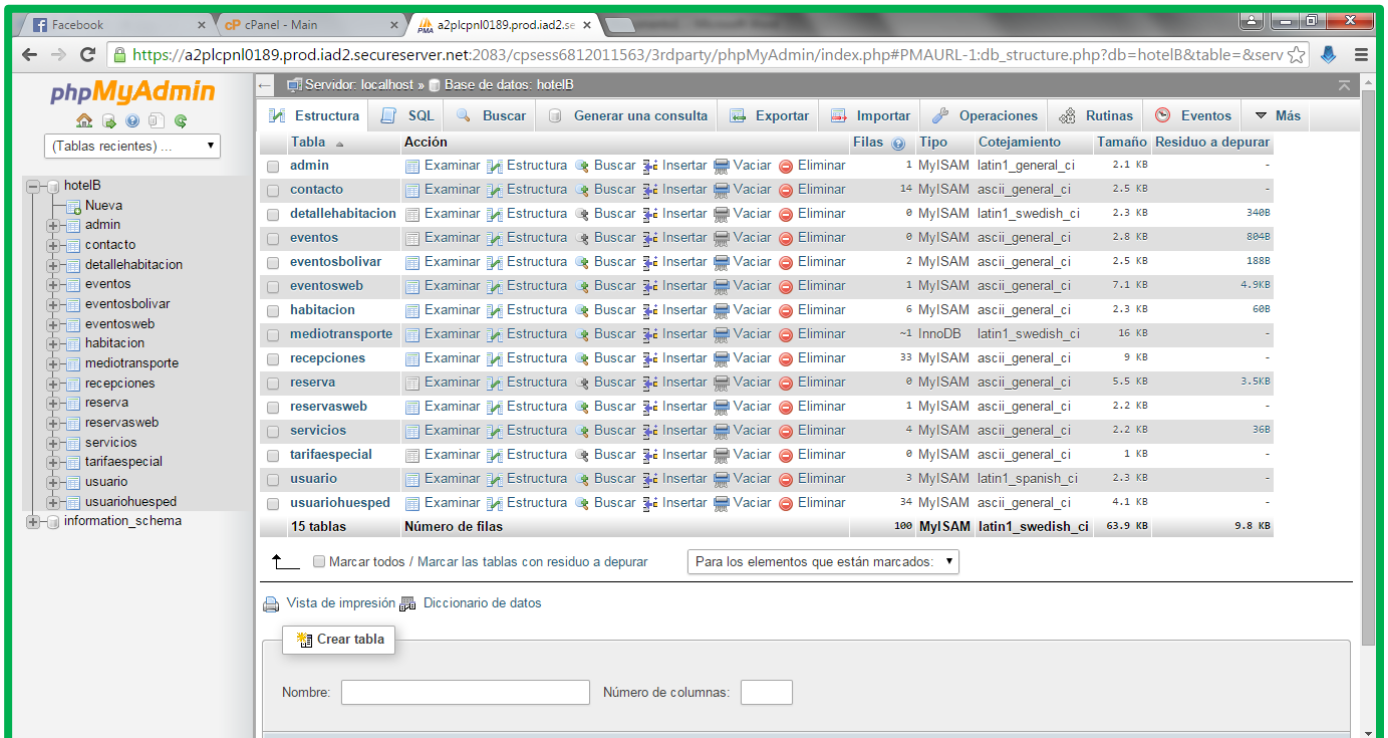 Facebook
cPanel - Main
a2plcpnl0189.prod.iad2.se
https://a2plcpnl0189.prod.iad2.secureserver.net:2083/cpsess6812011563/3rdparty/phpMyAdmin/index.php#PMAURL-1:db_structure.php?db=hotelB&table=&serv
phpMyAdmin
(Tablas recientes) ...
hotelB
Nueva
admin
contacto
detallehabitacion
eventos
eventosbolivar
eventosweb
habitacion
mediotransporte
recepciones
reserva
reservasweb
servicios
tarifaespecial
usuario
usuariohuesped
information_schema
Servidor: localhost » Base de datos: hotelB
Estructura SQL Buscar Generar una consulta Exportar Importar Operaciones Rutinas Eventos Más
Tabla Acción Filas Tipo Cotejamiento Tamaño Residuo a depurar
admin Examinar Estructura Buscar Insertar Vaciar Eliminar 1 MyISAM latin1_general_ci 2.1 KB -
contacto Examinar Estructura Buscar Insertar Vaciar Eliminar 14 MyISAM ascii_general_ci 2.5 KB -
detallehabitacion Examinar Estructura Buscar Insertar Vaciar Eliminar 0 MyISAM latin1_swedish_ci 2.3 KB 340B
eventos Examinar Estructura Buscar Insertar Vaciar Eliminar 0 MyISAM ascii_general_ci 2.8 KB 804B
eventosbolivar Examinar Estructura Buscar Insertar Vaciar Eliminar 2 MyISAM ascii_general_ci 2.5 KB 188B
eventosweb Examinar Estructura Buscar Insertar Vaciar Eliminar 1 MyISAM ascii_general_ci 7.1 KB 4.9KB
habitacion Examinar Estructura Buscar Insertar Vaciar Eliminar 6 MyISAM ascii_general_ci 2.3 KB 60B
mediotransporte Examinar Estructura Buscar Insertar Vaciar Eliminar ~1 InnoDB latin1_swedish_ci 16 KB -
recepciones Examinar Estructura Buscar Insertar Vaciar Eliminar 33 MyISAM ascii_general_ci 9 KB -
reserva Examinar Estructura Buscar Insertar Vaciar Eliminar 0 MyISAM ascii_general_ci 5.5 KB 3.5KB
reservasweb Examinar Estructura Buscar Insertar Vaciar Eliminar 1 MyISAM ascii_general_ci 2.2 KB -
servicios Examinar Estructura Buscar Insertar Vaciar Eliminar 4 MyISAM ascii_general_ci 2.2 KB 36B
tarifaespecial Examinar Estructura Buscar Insertar Vaciar Eliminar 0 MyISAM ascii_general_ci 1 KB -
usuario Examinar Estructura Buscar Insertar Vaciar Eliminar 3 MyISAM latin1_spanish_ci 2.3 KB -
usuariohuesped Examinar Estructura Buscar Insertar Vaciar Eliminar 34 MyISAM ascii_general_ci 4.1 KB -
15 tablas Número de filas 100 MyISAM latin1_swedish_ci 63.9 KB 9.8 KB
Marcar todos / Marcar las tablas con residuo a depurar Para los elementos que están marcados:
Vista de impresión Diccionario de datos
Crear tabla
Nombre: Número de columnas: